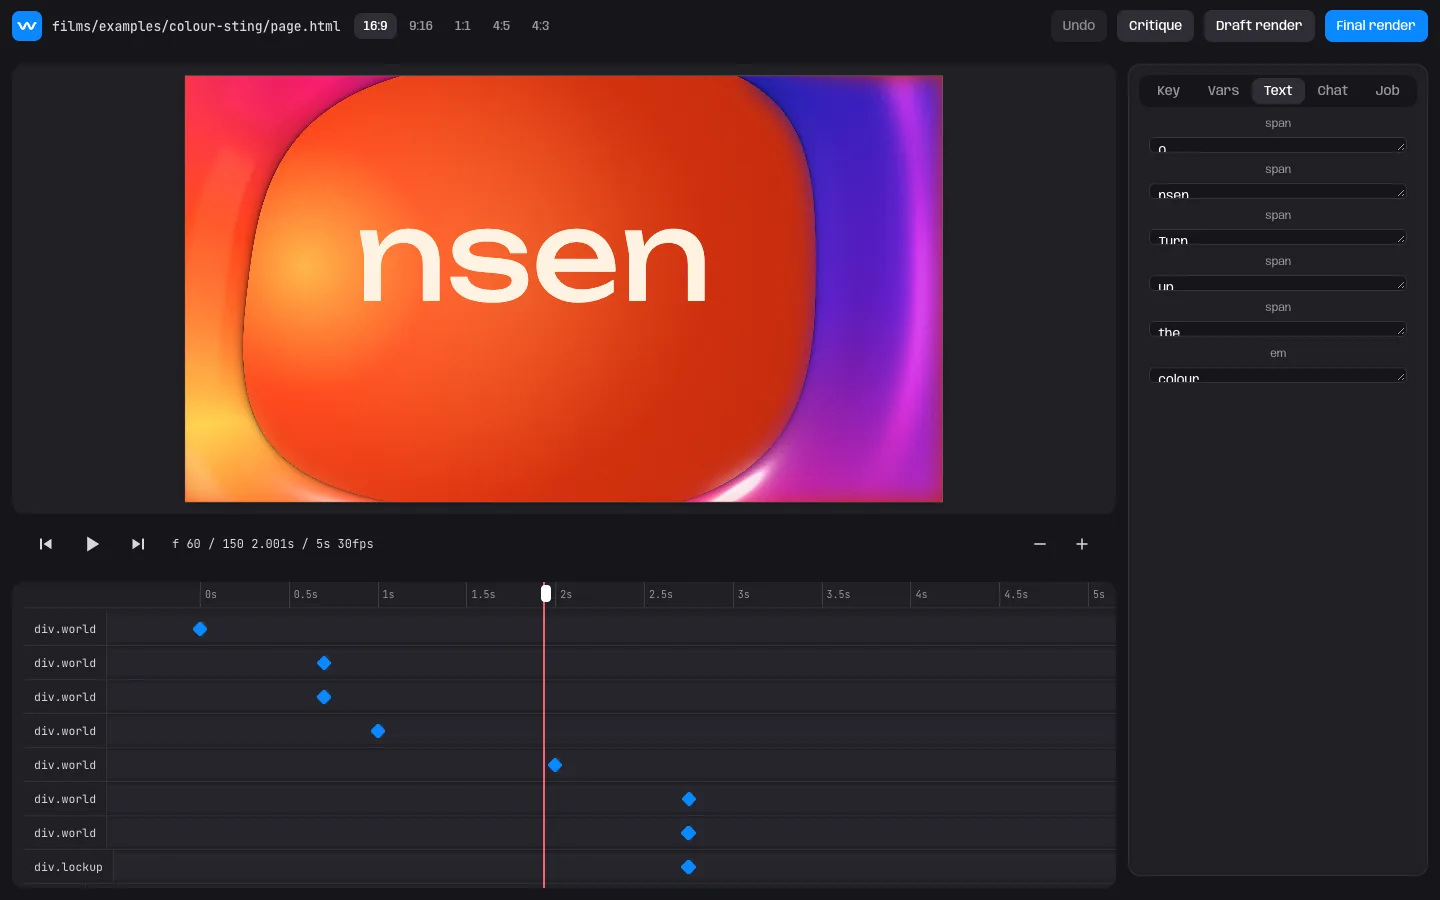 films/examples/colour-sting/page.html 16:9 9:16 1:1 4:5 4:3 Undo Critique Draft render Final render
nsen
f 60 / 150 2.001s / 5s 30fps
0s 0.5s 1s 1.5s 2s 2.5s 3s 3.5s 4s 4.5s 5s
div.world
div.world
div.world
div.world
div.world
div.world
div.world
div.lockup
Key Vars Text Chat Job
span
o
span
nsen
span
Turn
span
up
span
the
em
colour